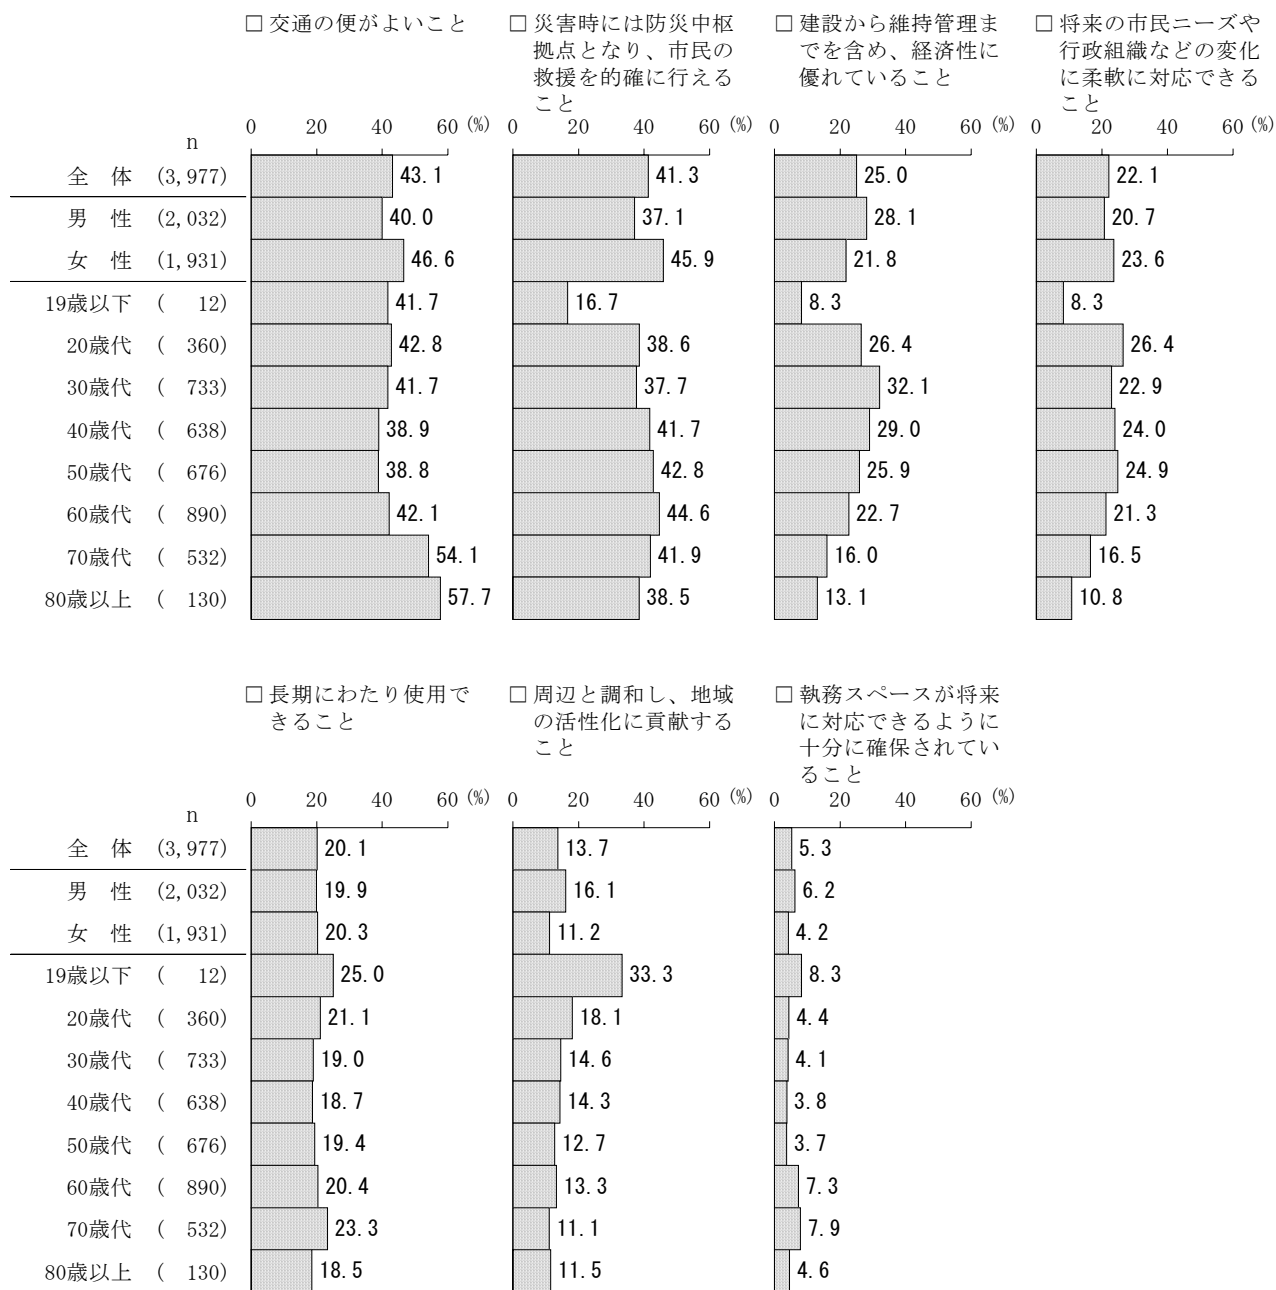 □ 交通の便がよいこと
□ 災害時には防災中枢
拠点となり、市民の
救援を的確に行える
こと
□ 建設から維持管理ま
でを含め、経済性に
優れていること
□ 将来の市民ニーズや
行政組織などの変化
に柔軟に対応できる
こと
n 0 20 40 60 (%) 0 20 40 60 (%) 0 20 40 60 (%) 0 20 40 60 (%)
全 体 (3,977) 43.1 41.3 25.0 22.1
男 性 (2,032) 40.0 37.1 28.1 20.7
女 性 (1,931) 46.6 45.9 21.8 23.6
19歳以下 ( 12) 41.7 16.7 8.3 8.3
20歳代 ( 360) 42.8 38.6 26.4 26.4
30歳代 ( 733) 41.7 37.7 32.1 22.9
40歳代 ( 638) 38.9 41.7 29.0 24.0
50歳代 ( 676) 38.8 42.8 25.9 24.9
60歳代 ( 890) 42.1 44.6 22.7 21.3
70歳代 ( 532) 54.1 41.9 16.0 16.5
80歳以上 ( 130) 57.7 38.5 13.1 10.8
□ 長期にわたり使用で
きること
□ 周辺と調和し、地域
の活性化に貢献する
こと
□ 執務スペースが将来
に対応できるように
十分に確保されてい
ること
n 0 20 40 60 (%) 0 20 40 60 (%) 0 20 40 60 (%)
全 体 (3,977) 20.1 13.7 5.3
男 性 (2,032) 19.9 16.1 6.2
女 性 (1,931) 20.3 11.2 4.2
19歳以下 ( 12) 25.0 33.3 8.3
20歳代 ( 360) 21.1 18.1 4.4
30歳代 ( 733) 19.0 14.6 4.1
40歳代 ( 638) 18.7 14.3 3.8
50歳代 ( 676) 19.4 12.7 3.7
60歳代 ( 890) 20.4 13.3 7.3
70歳代 ( 532) 23.3 11.1 7.9
80歳以上 ( 130) 18.5 11.5 4.6